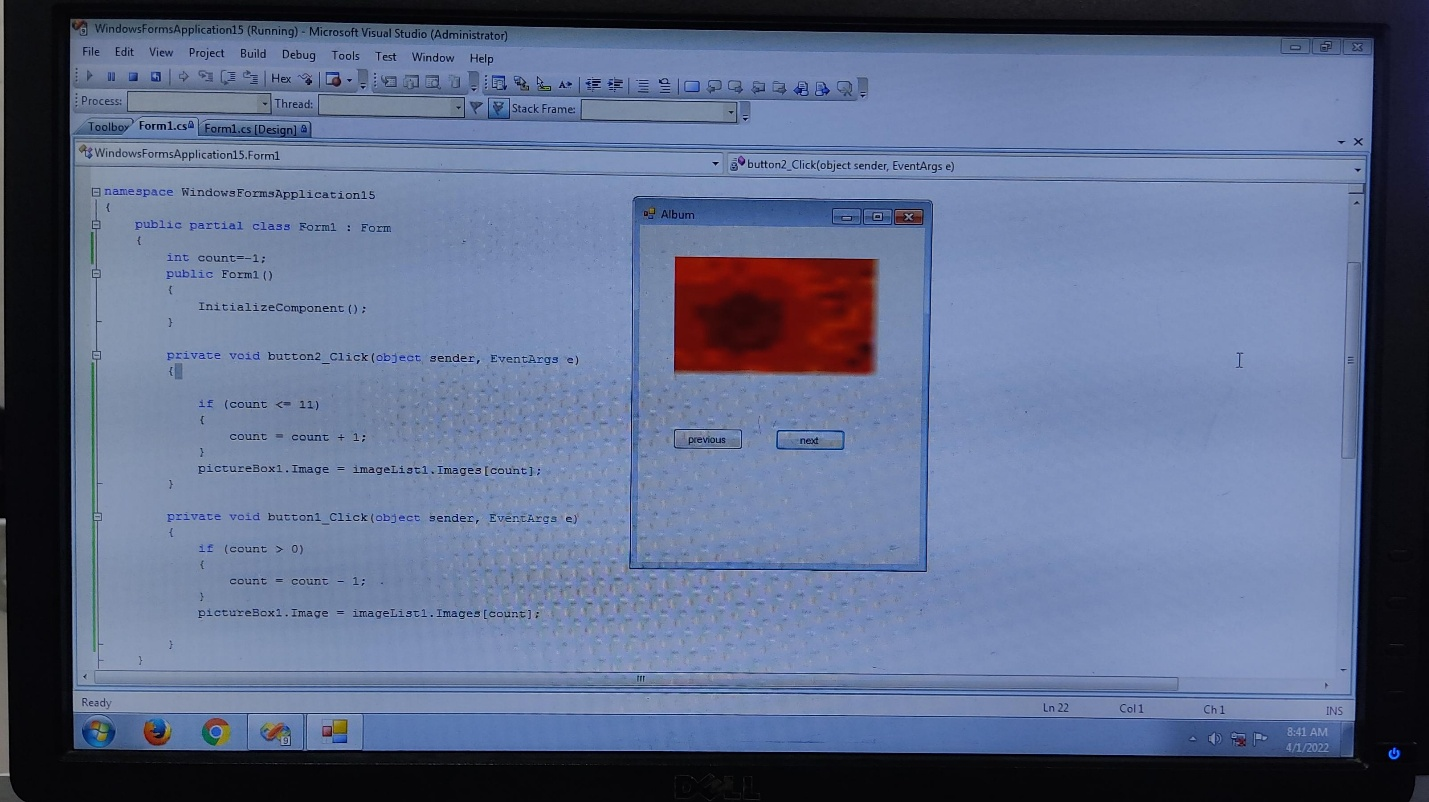 WindowsFormsApplication15 (Running) - Microsoft Visual Studio (Administrator)
File Edit View Project Build Debug Tools Test Window Help
Hex
Process: Thread: Stack Frame:
Toolbox Form1.cs Form1.cs [Design]
WindowsFormsApplication15.Form1 button2_Click(object sender, EventArgs e)
namespace WindowsFormsApplication15
{
public partial class Form1 : Form
{
int count=-1;
public Form1()
{
InitializeComponent();
}
private void button2_Click(object sender, EventArgs e)
{
if (count <= 11)
{
count = count + 1;
}
pictureBox1.Image = imageList1.Images[count];
}
private void button1_Click(object sender, EventArgs e)
{
if (count > 0)
{
count = count - 1;
}
pictureBox1.Image = imageList1.Images[count];
}
}
Album
previous next
Ready Ln 22 Col 1 Ch 1 INS
9
8:41 AM
4/1/2022
DELL